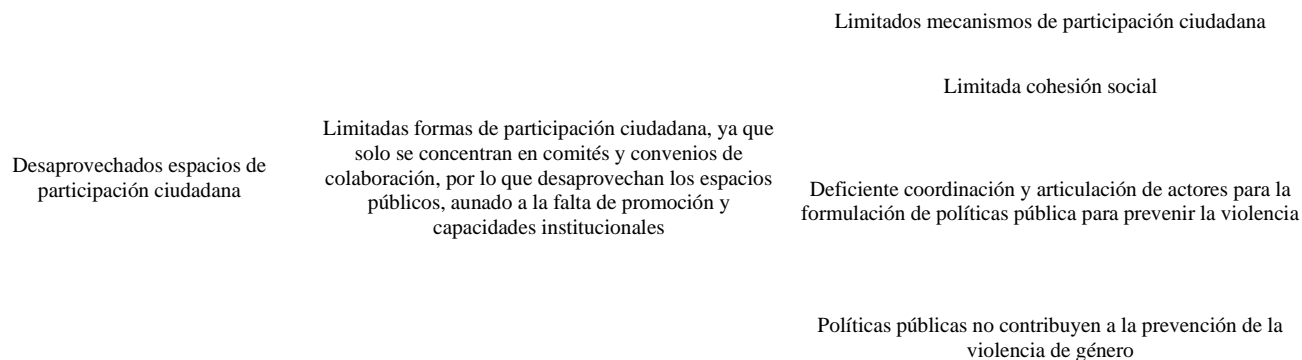 Desaprovechados espacios de
participación ciudadana
Limitadas formas de participación ciudadana, ya que
solo se concentran en comités y convenios de
colaboración, por lo que desaprovechan los espacios
públicos, aunado a la falta de promoción y
capacidades institucionales
Limitados mecanismos de participación ciudadana
Limitada cohesión social
Deficiente coordinación y articulación de actores para la
formulación de políticas pública para prevenir la violencia
Políticas públicas no contribuyen a la prevención de la
violencia de género